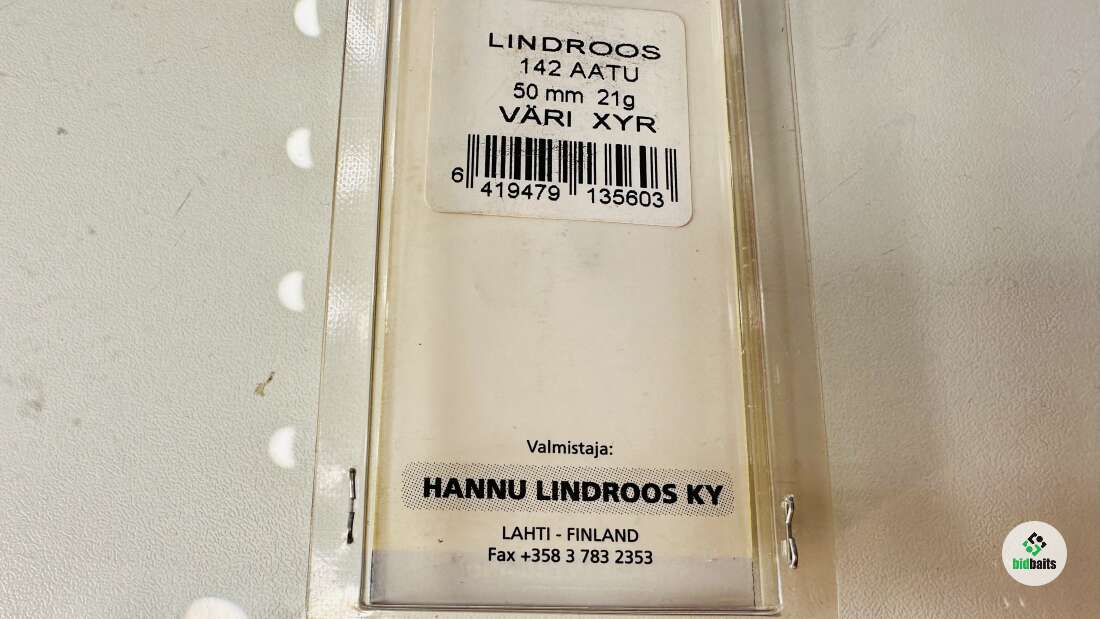 LINDROOS
142 AATU
50 mm 21g
VÄRI XYR
6 419479 135603
Valmistaja:
HANNU LINDROOS KY
LAHTI - FINLAND
Fax +358 3 783 2353
bidbaits